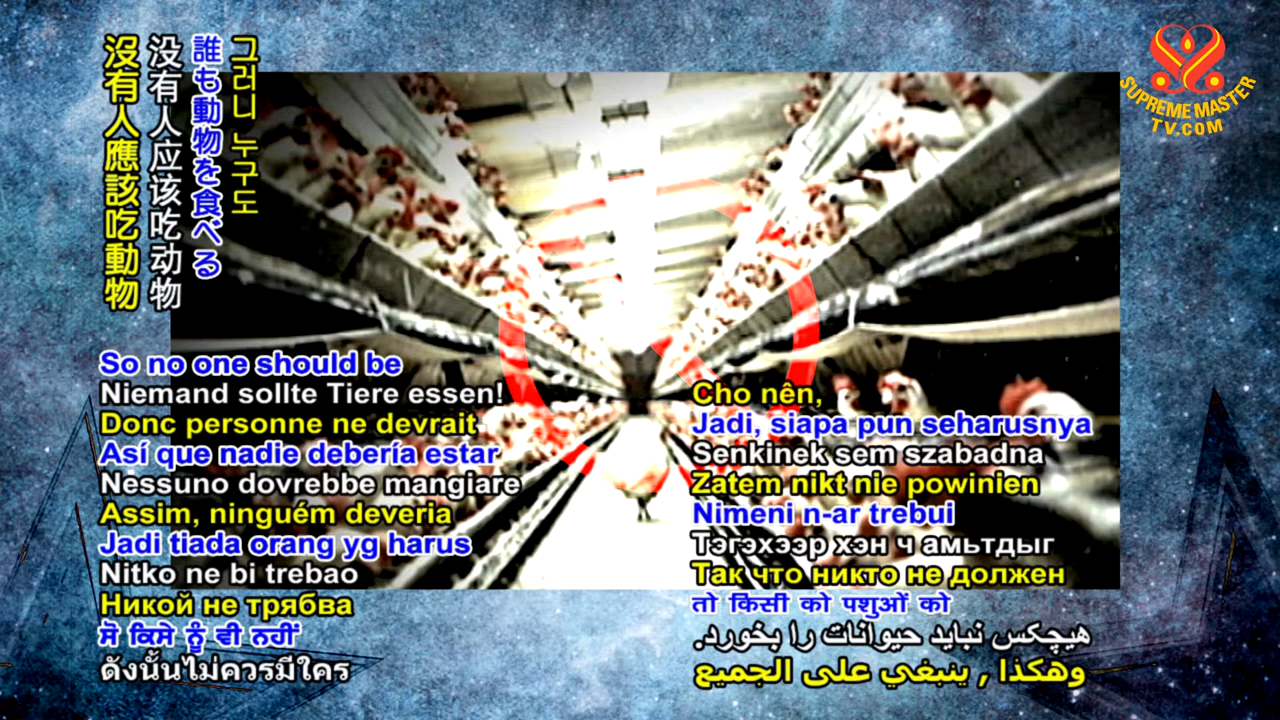 그러니 누구도
誰も動物を食べる
没有人应该吃动物
沒有人應該吃動物
SUPREME MASTER
TV.COM
So no one should be
Niemand sollte Tiere essen!
Donc personne ne devrait
Así que nadie debería estar
Nessuno dovrebbe mangiare
Assim, ninguém deveria
Jadi tiada orang yg harus
Nitko ne bi trebao
Никой не трябва
ਸੋ ਕਿਸੇ ਨੂੰ ਵੀ ਨਹੀਂ
ดังนั้นไม่ควรมีใคร
Cho nên,
Jadi, siapa pun seharusnya
Senkinek sem szabadna
Zatem nikt nie powinien
Nimeni n-ar trebui
Тэгэхээр хэн ч амьтдыг
Так что никто не должен
तो किसी को पशुओं को
هیچکس نباید حیوانات را بخورد.
وهكذا , ينبغي على الجميع